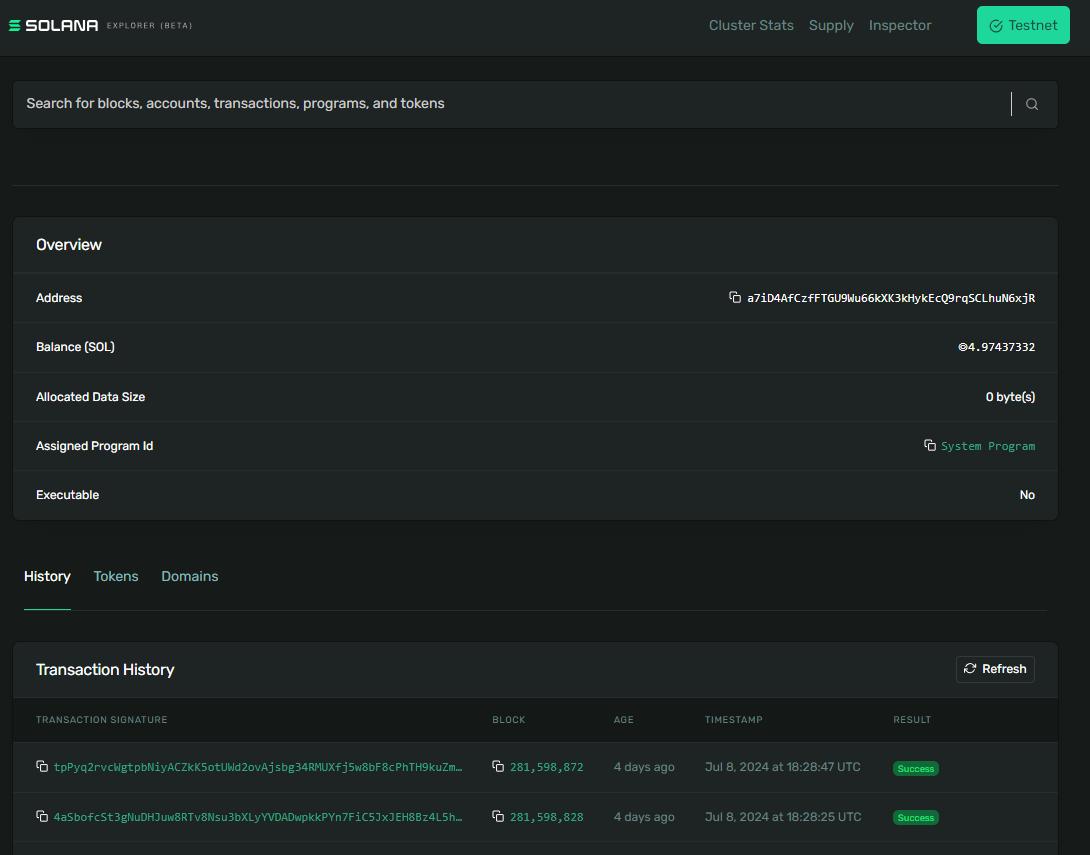 SOLANA EXPLORER (BETA) Cluster Stats Supply Inspector Testnet
Search for blocks, accounts, transactions, programs, and tokens
Overview
Address a7iD4AfCzfFTGU9Wu66kXK3kHykEcQ9rqSCLhuN6xjR
Balance (SOL) ◎4.97437332
Allocated Data Size 0 byte(s)
Assigned Program Id System Program
Executable No
History Tokens Domains
Transaction History Refresh
TRANSACTION SIGNATURE BLOCK AGE TIMESTAMP RESULT
tpPyq2rvcWgtpbNiyACZkK5otUWd2ovAjsbg34RMUXfj5w8bF8cPhTH9kuZm… 281,598,872 4 days ago Jul 8, 2024 at 18:28:47 UTC Success
4aSbofcSt3gNuDHJuw8RTv8Nsu3bXLyYVDADwpkkPYn7FiC5JxJEH8Bz4L5h… 281,598,828 4 days ago Jul 8, 2024 at 18:28:25 UTC Success